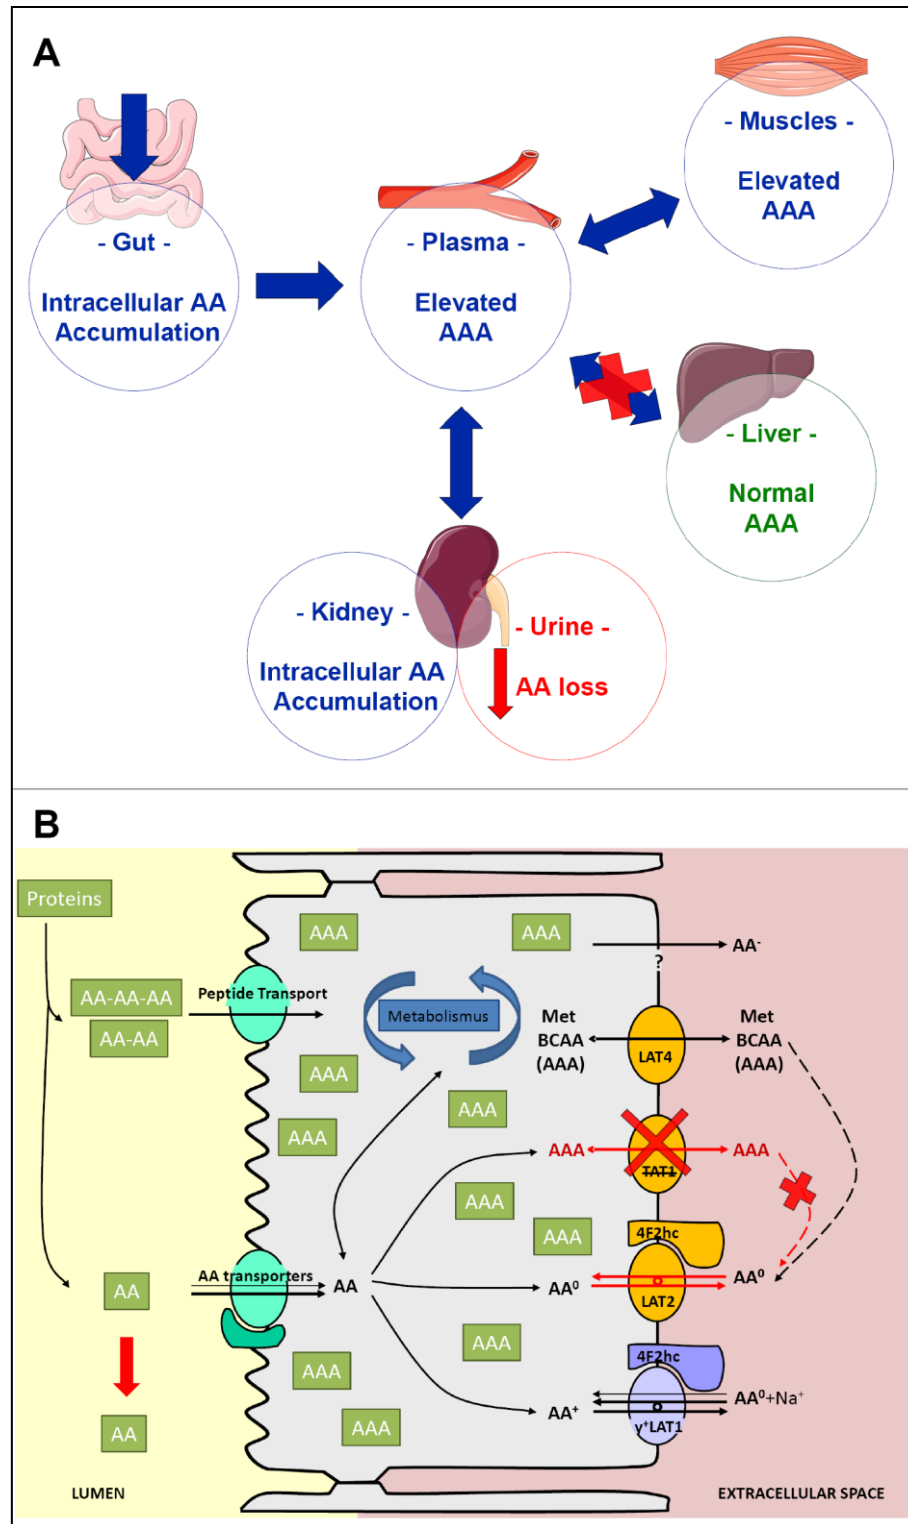 A
- Gut -
Intracellular AA
Accumulation
- Plasma -
Elevated
AAA
- Muscles -
Elevated
AAA
- Liver -
Normal
AAA
- Kidney -
Intracellular AA
Accumulation
- Urine -
AA loss
B
Proteins
AA-AA-AA
AA-AA
Peptide Transport
AA
AA transporters
AA
AA
LUMEN
AAA
AAA
Metabolismus
AAA
AAA
AAA
AAA
AAA
AAA
AAA
AAA
?
AA⁻
Met
BCAA
(AAA)
LAT4
Met
BCAA
(AAA)
AAA
TAT1
AAA
4F2hc
AA⁰
LAT2
AA⁰
4F2hc
AA⁺
y⁺LAT1
AA⁰+Na⁺
EXTRACELLULAR SPACE